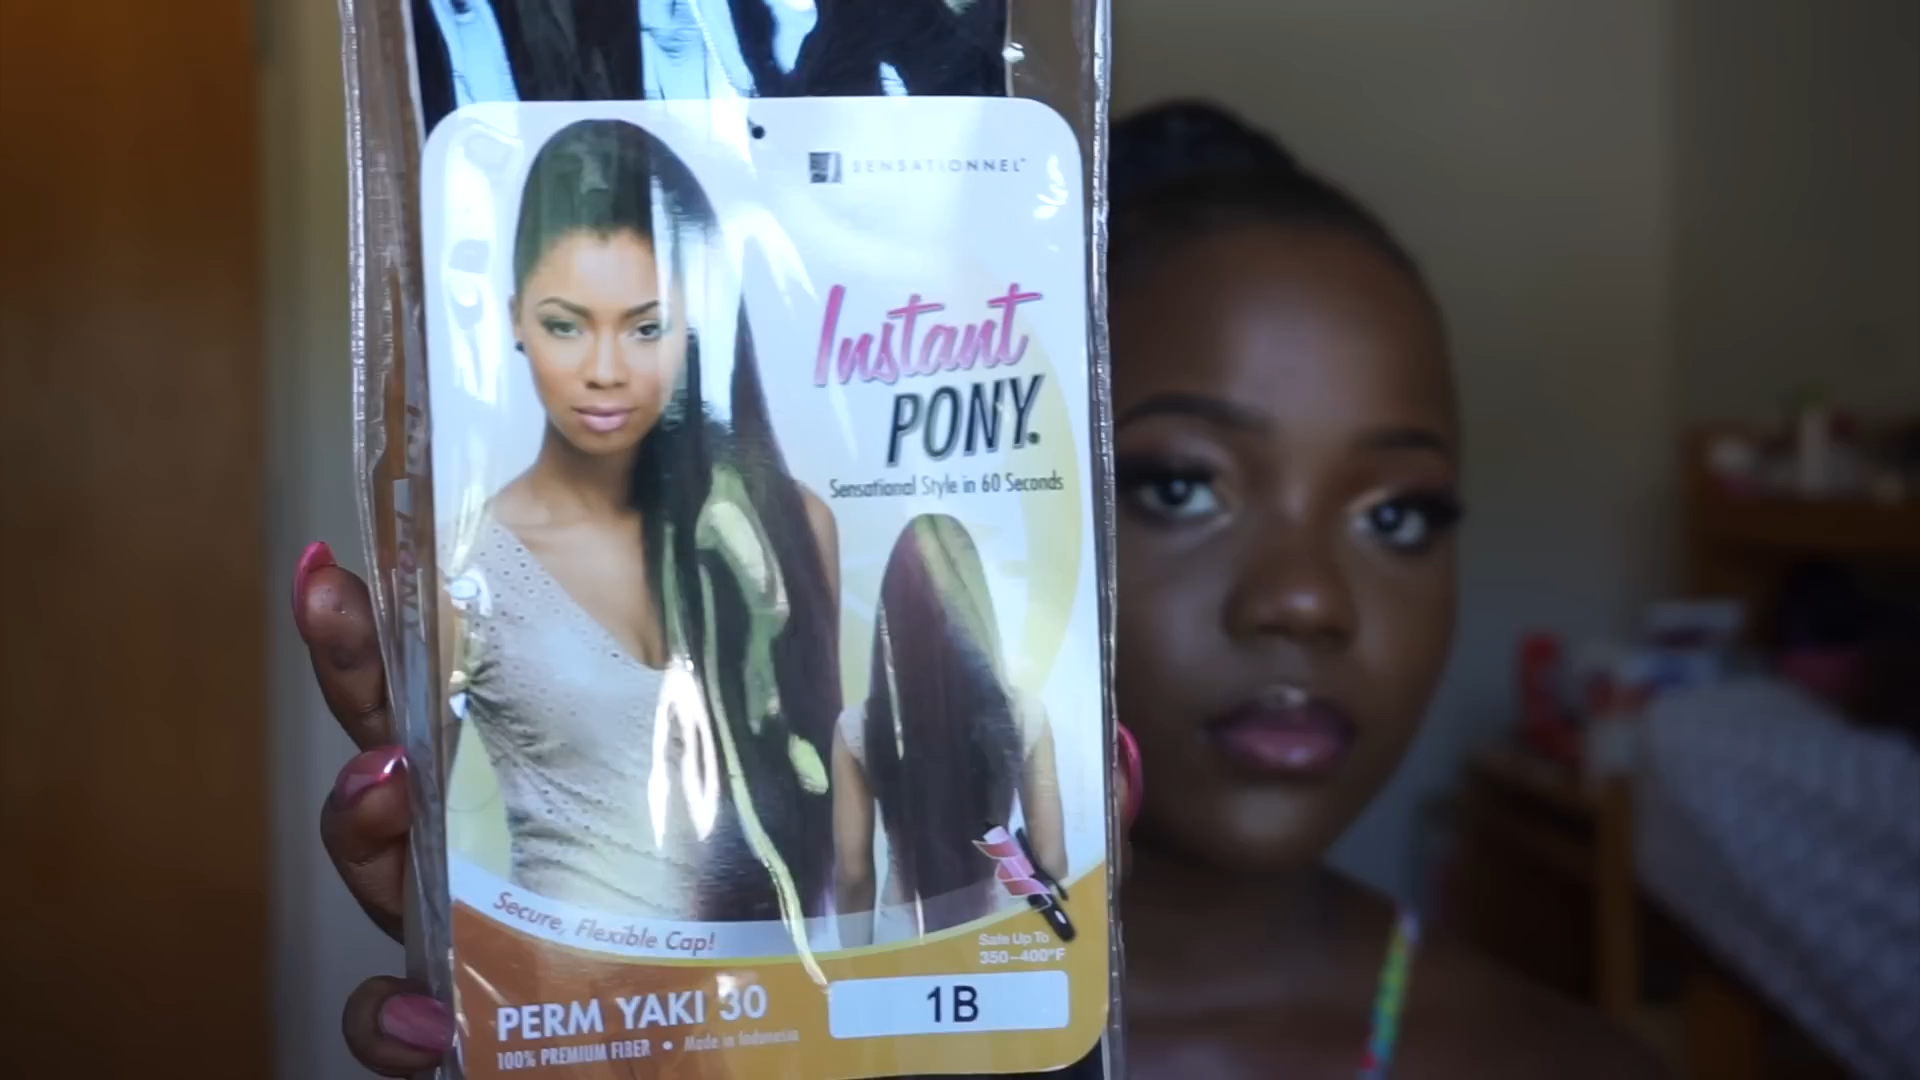 SENSATIONNEL
Instant
PONY.
Sensational Style in 60 Seconds
Secure, Flexible Cap!
Safe Up To
350–400°F
PERM YAKI 30
1B
100% PREMIUM FIBER • Made in Indonesia